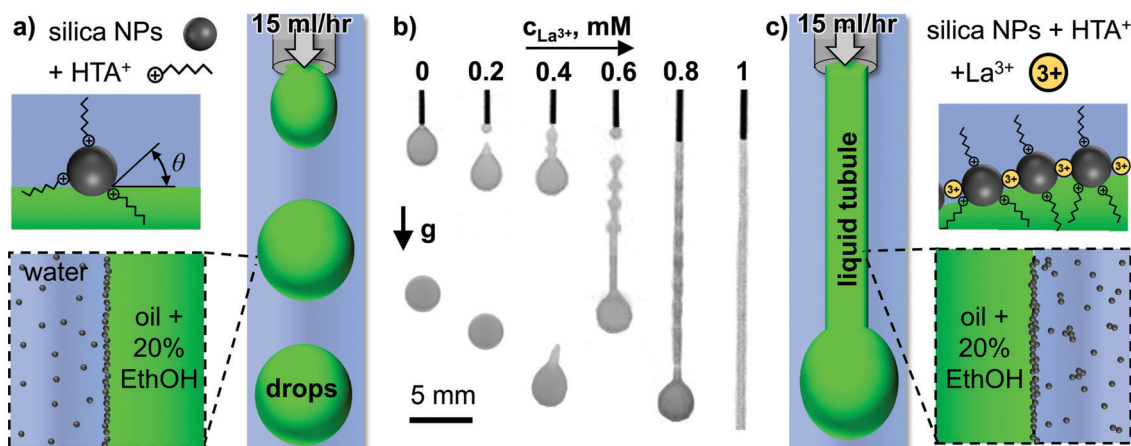 a)
silica NPs
+ HTA⁺
θ
water
oil +
20%
EthOH
15 ml/hr
drops
b)
c_La³⁺, mM
0 0.2 0.4 0.6 0.8 1
g
5 mm
c)
15 ml/hr
liquid tubule
silica NPs + HTA⁺
+La³⁺ 3+
3+ 3+ 3+ 3+
oil +
20%
EthOH